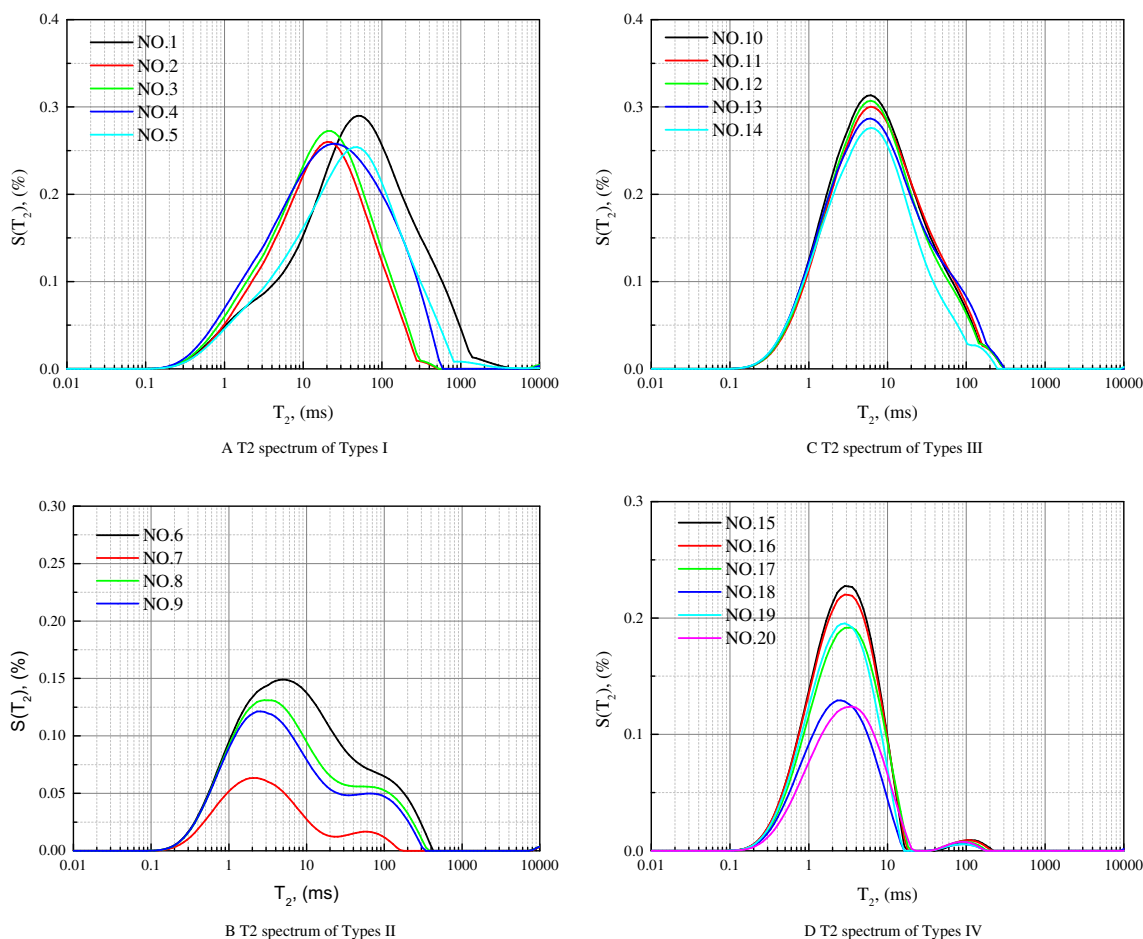 0.4
0.3
0.2
0.1
0.0
S(T2), (%)
NO.1
NO.2
NO.3
NO.4
NO.5
0.01 0.1 1 10 100 1000 10000
T2, (ms)
A T2 spectrum of Types I
0.4
0.3
0.2
0.1
0.0
S(T2), (%)
NO.10
NO.11
NO.12
NO.13
NO.14
0.01 0.1 1 10 100 1000 10000
T2, (ms)
C T2 spectrum of Types III
0.30
0.25
0.20
0.15
0.10
0.05
0.00
S(T2), (%)
NO.6
NO.7
NO.8
NO.9
0.01 0.1 1 10 100 1000 10000
T2, (ms)
B T2 spectrum of Types II
0.3
0.2
0.1
0.0
S(T2), (%)
NO.15
NO.16
NO.17
NO.18
NO.19
NO.20
0.01 0.1 1 10 100 1000 10000
T2, (ms)
D T2 spectrum of Types IV